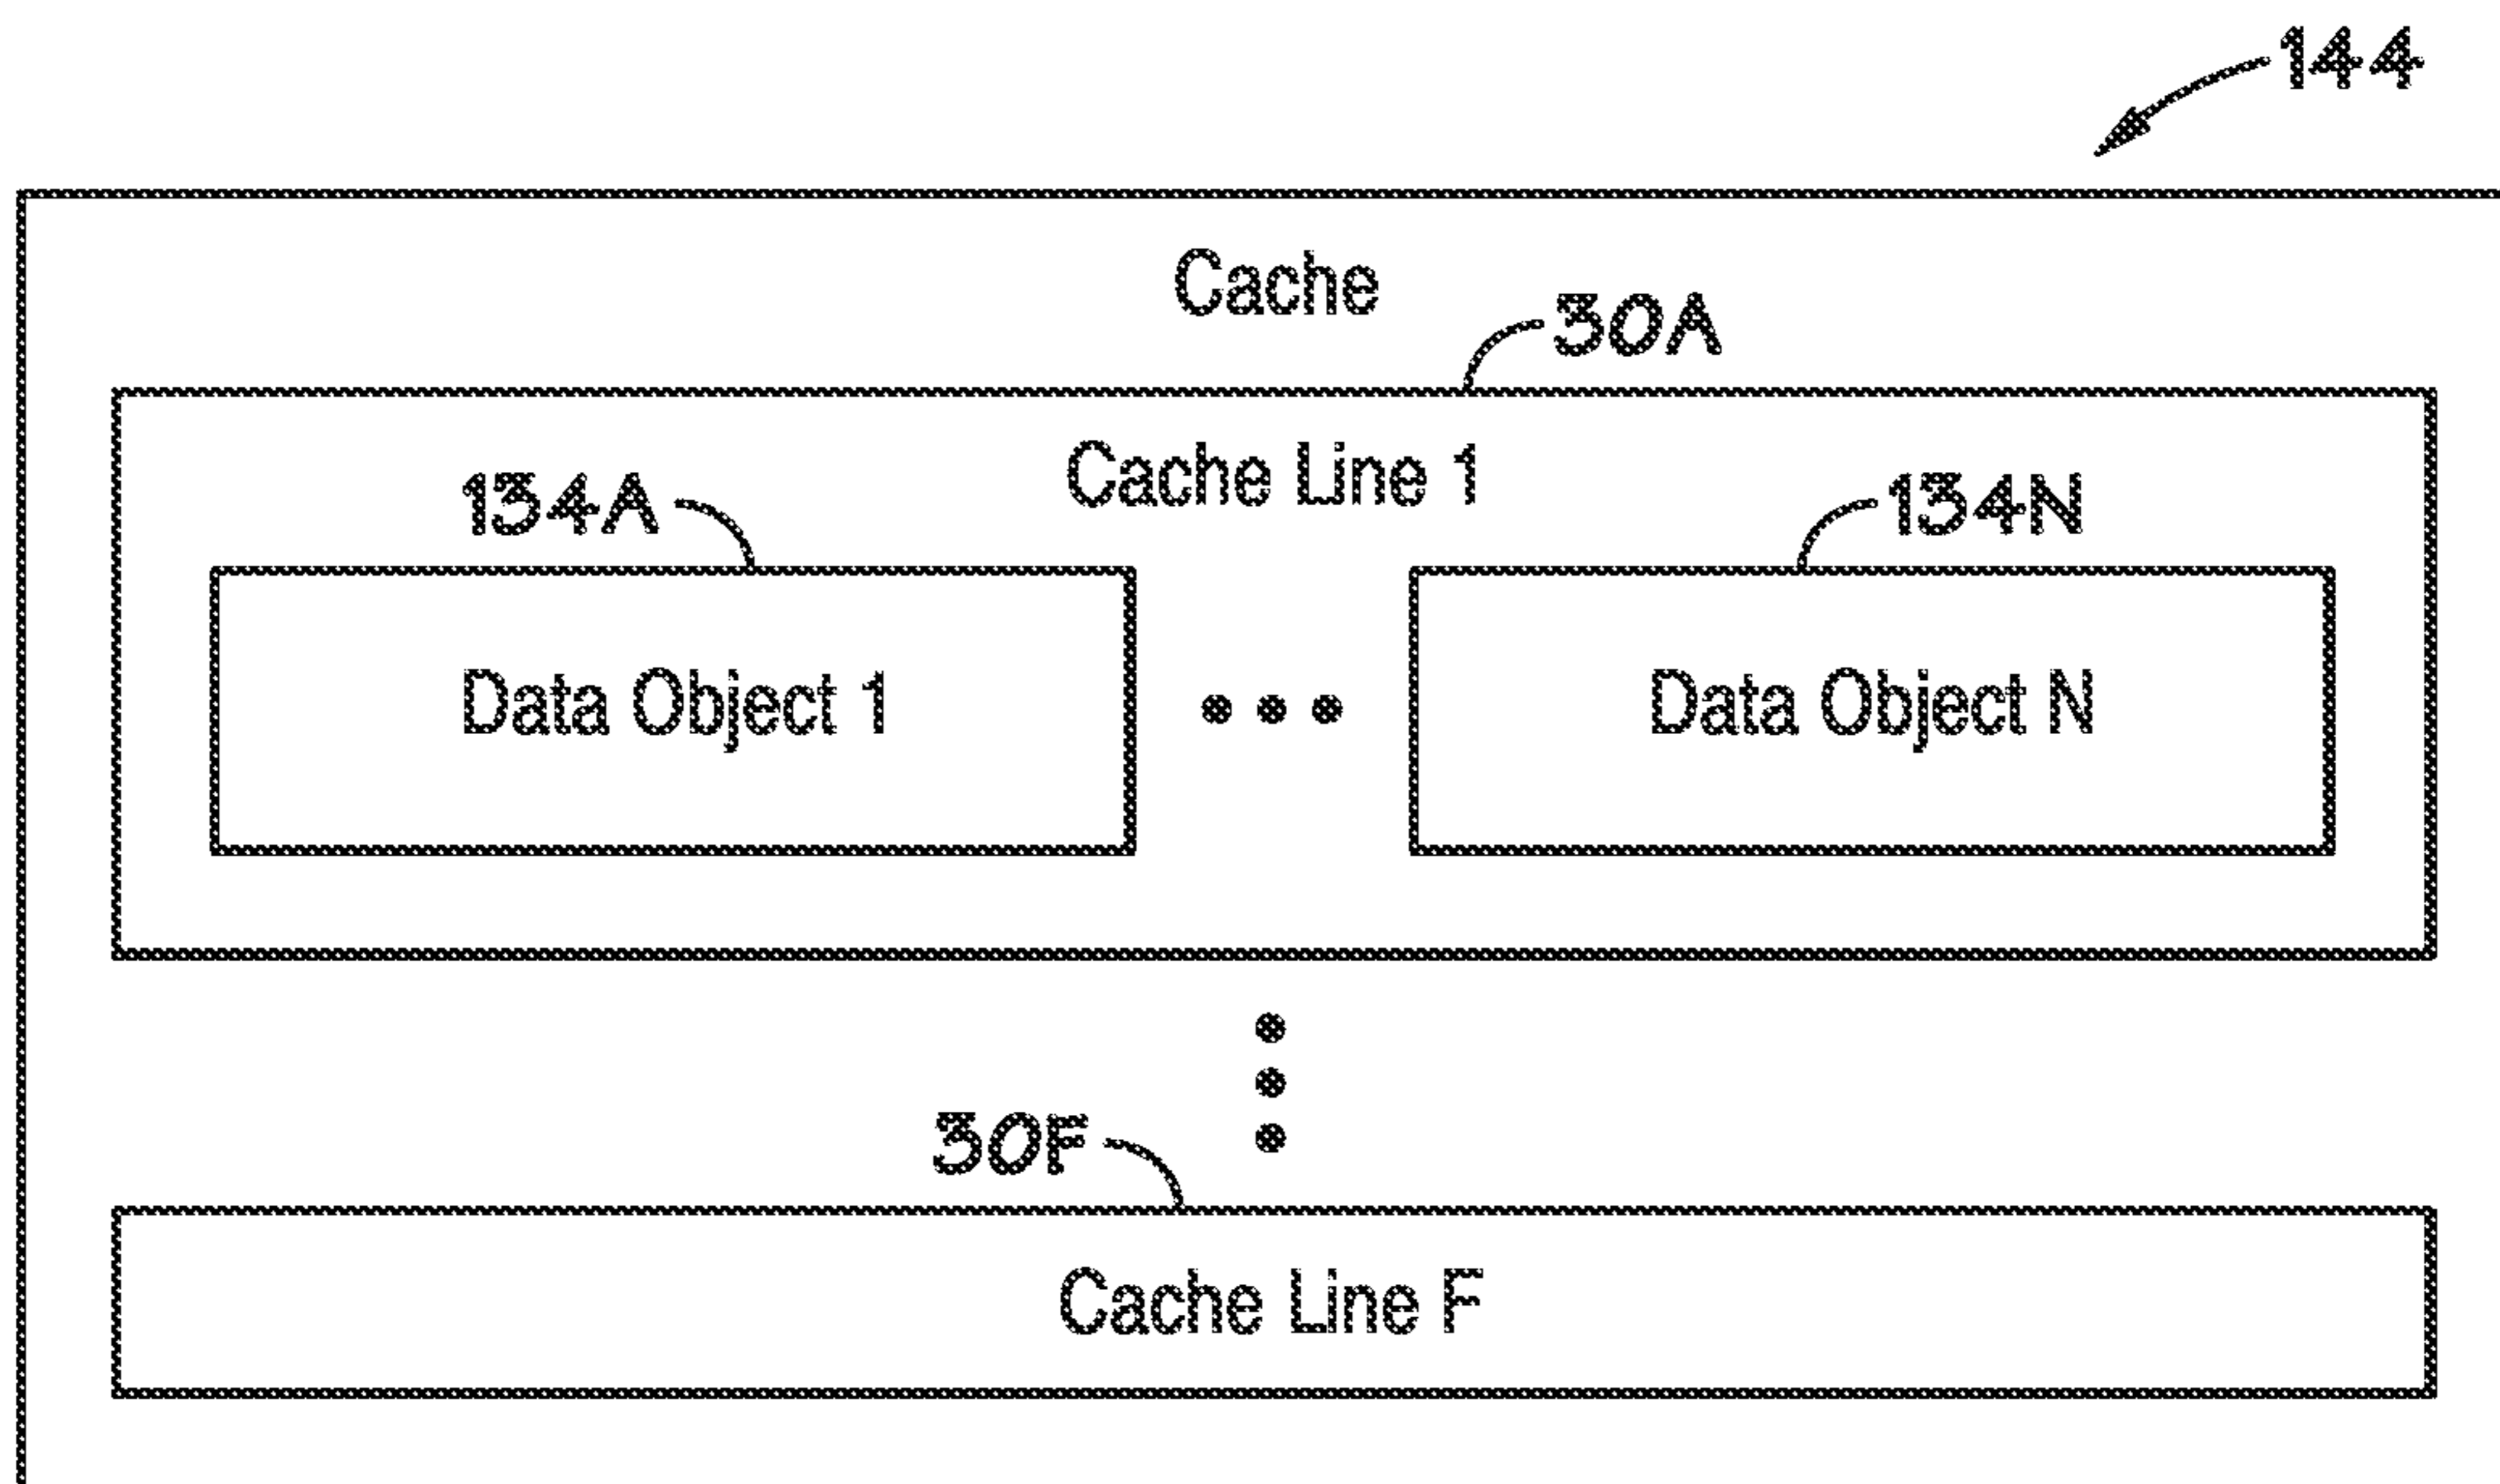 144
Cache
30A
Cache Line 1
134A
134N
Data Object 1
Data Object N
30F
Cache Line F